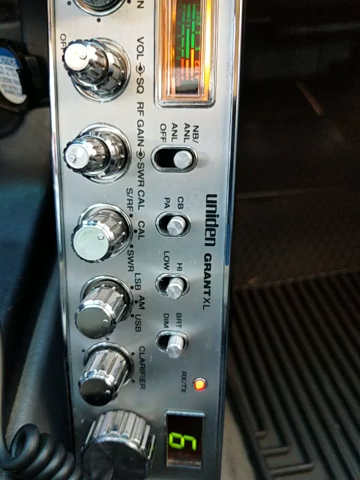 NB/
ANL
ANL
OFF
uniden GRANT XL
CB
PA
HI
LOW
BRT
DIM
RX/TX
OFF
VOL SQ
RF GAIN SWR CAL
S/RF CAL SWR
LSB AM USB
CLARIFIER